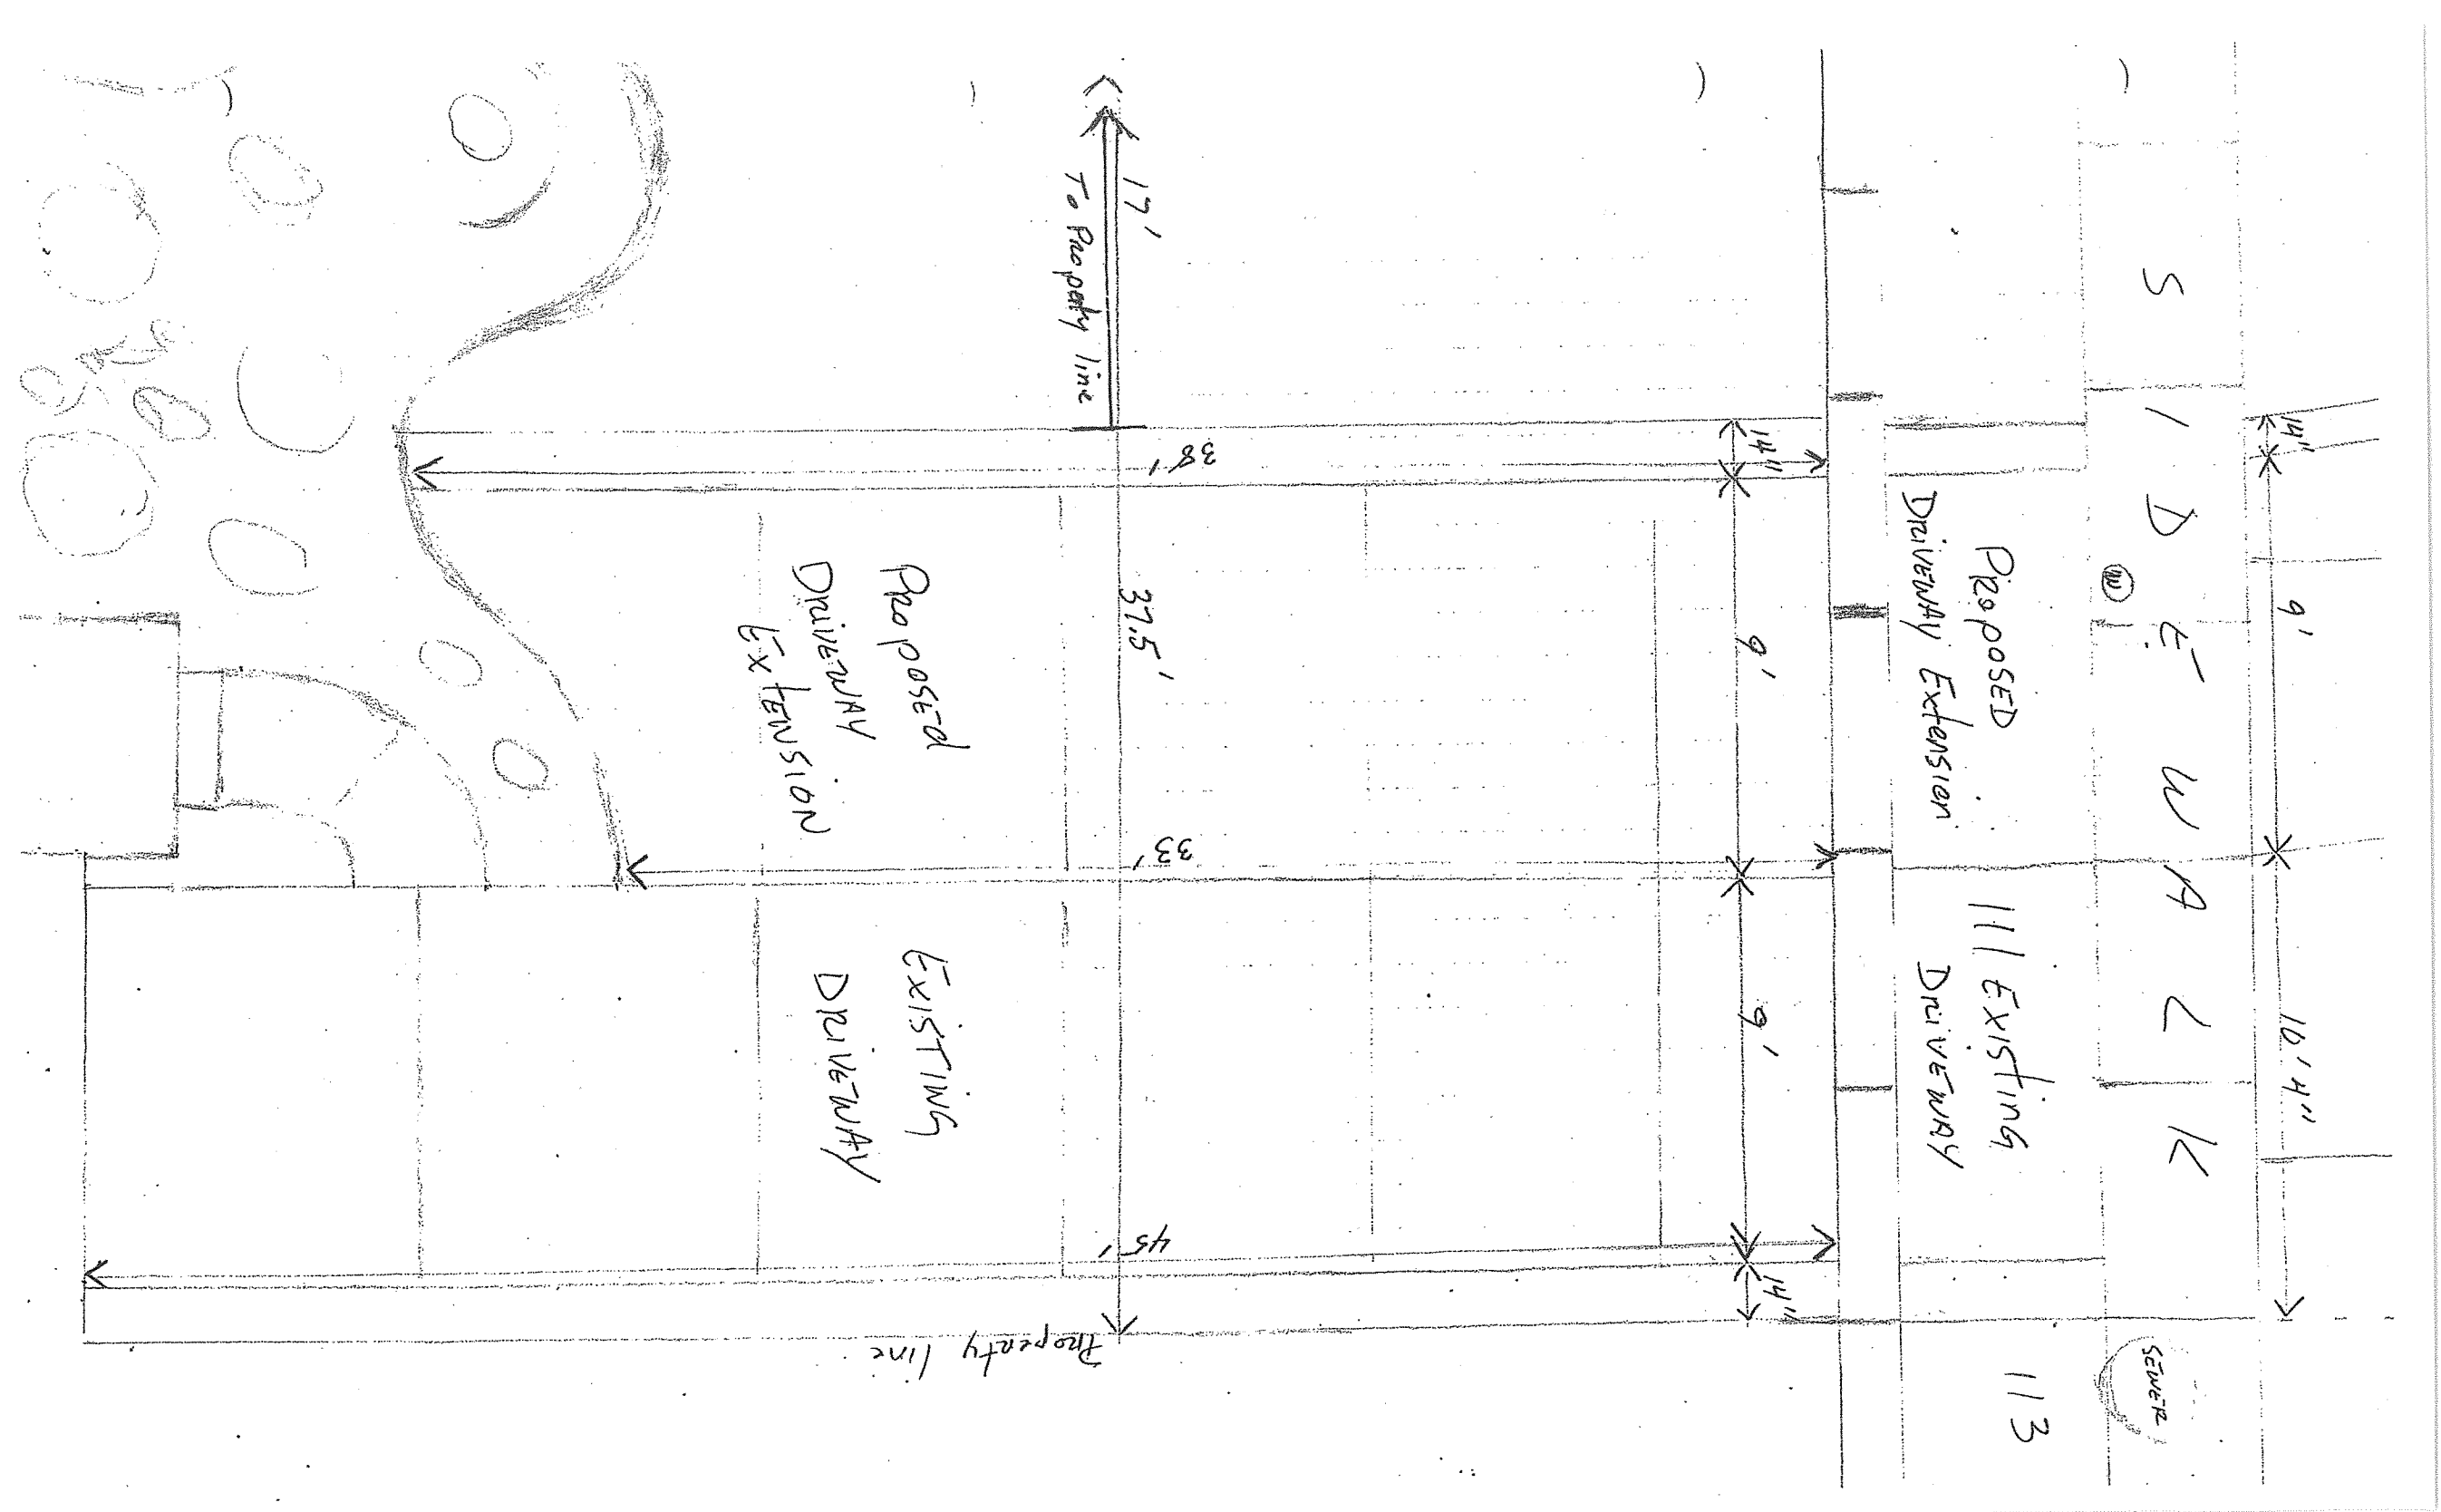 S I D E W A L K
SEWER
W
14"
9'
10' 4"
PROPOSED
DRIVEWAY Extension
111 Existing
DRIVEWAY
113
14"
9'
9'
14"
38'
33'
45'
17'
To Property line
37.5'
Proposed
DRIVEWAY
ExTENSION
EXISTING
DRIVEWAY
Property line